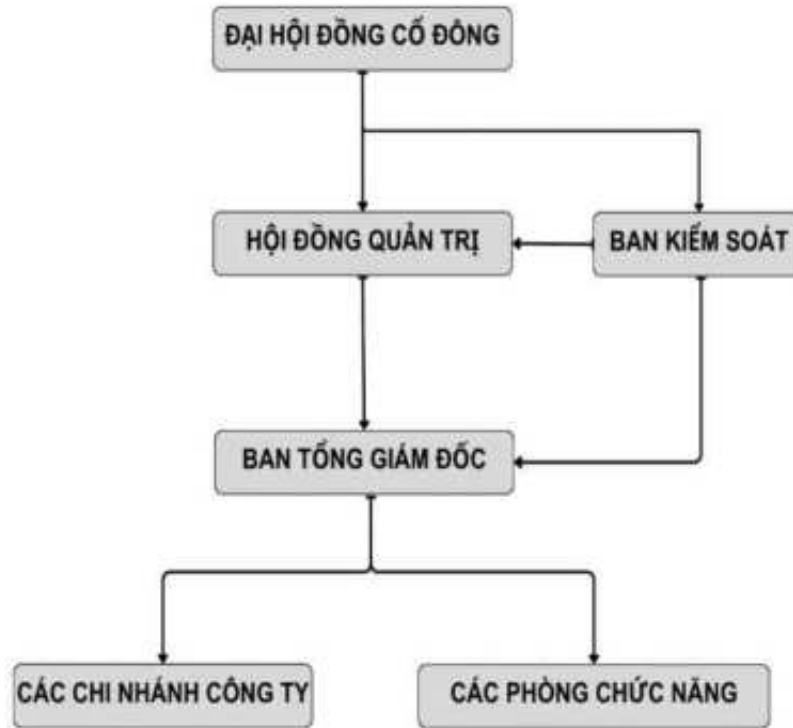 ĐẠI HỘI ĐỒNG CỔ ĐÔNG
HỘI ĐỒNG QUẢN TRỊ
BAN KIỂM SOÁT
BAN TỔNG GIÁM ĐỐC
CÁC CHI NHÁNH CÔNG TY
CÁC PHÒNG CHỨC NĂNG